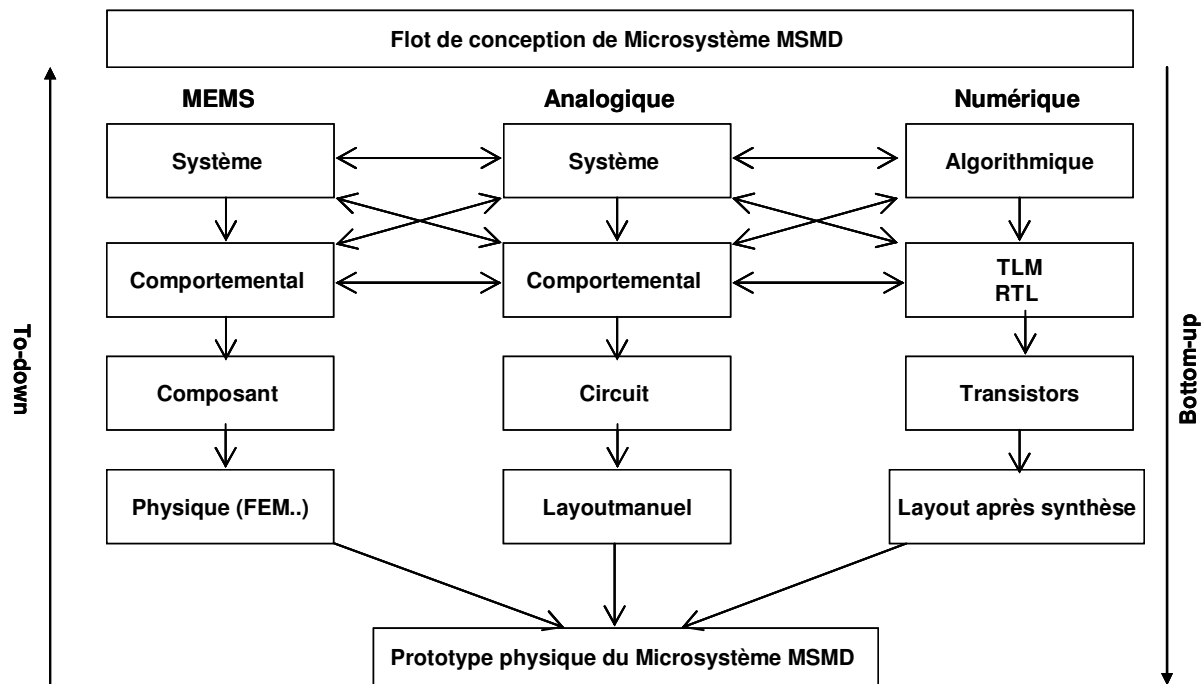 Flot de conception de Microsystème MSMD
MEMS
Analogique
Numérique
Système
Système
Algorithmique
Comportemental
Comportemental
TLM
RTL
To-down
Bottom-up
Composant
Circuit
Transistors
Physique (FEM..)
Layoutmanuel
Layout après synthèse
Prototype physique du Microsystème MSMD